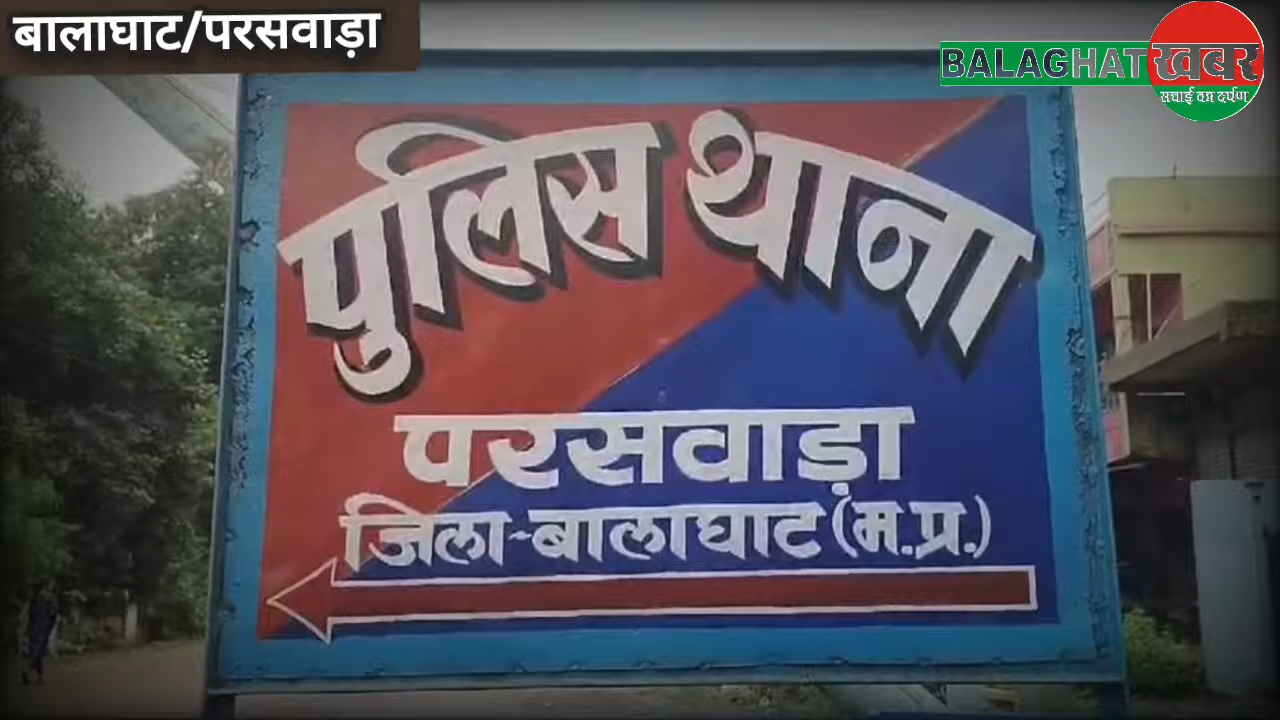 बालाघाट/परसवाड़ा
BALAGHAT खबर
सचाई का दर्पण
पुलिस थाना
परसवाड़ा
जिला-बालाघाट (म.प्र.)